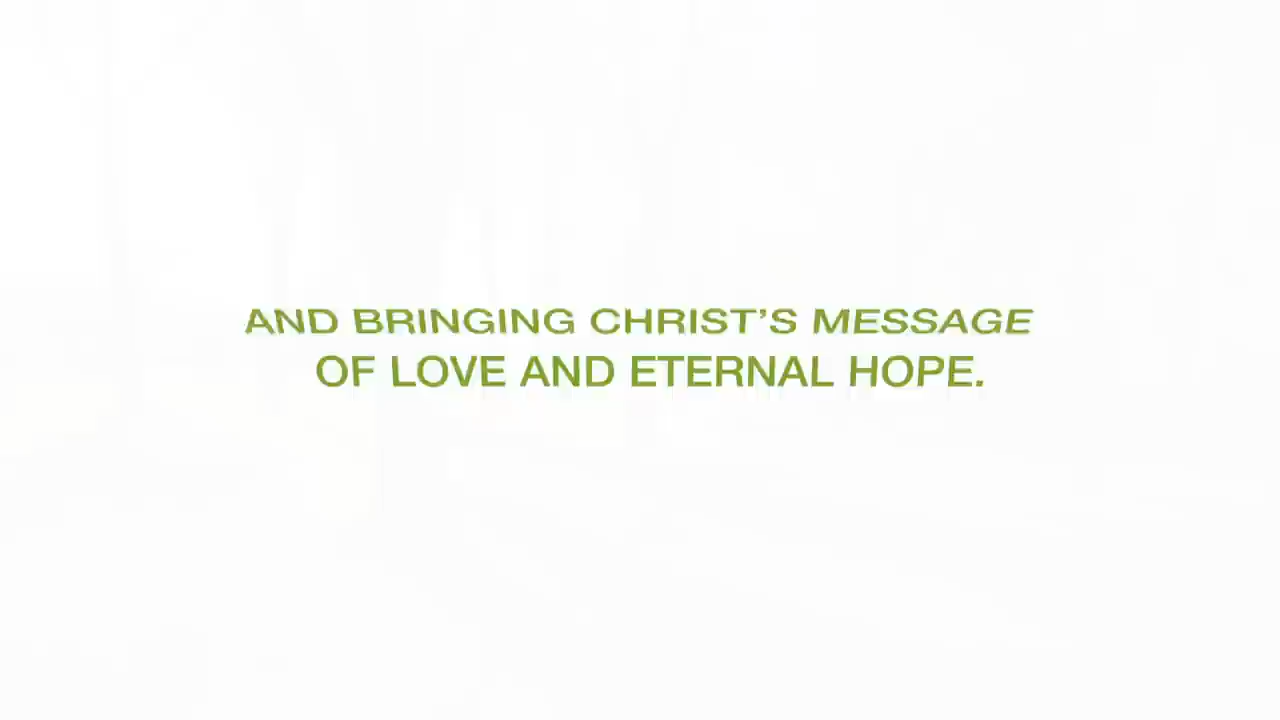 AND BRINGING CHRIST’S MESSAGE
OF LOVE AND ETERNAL HOPE.